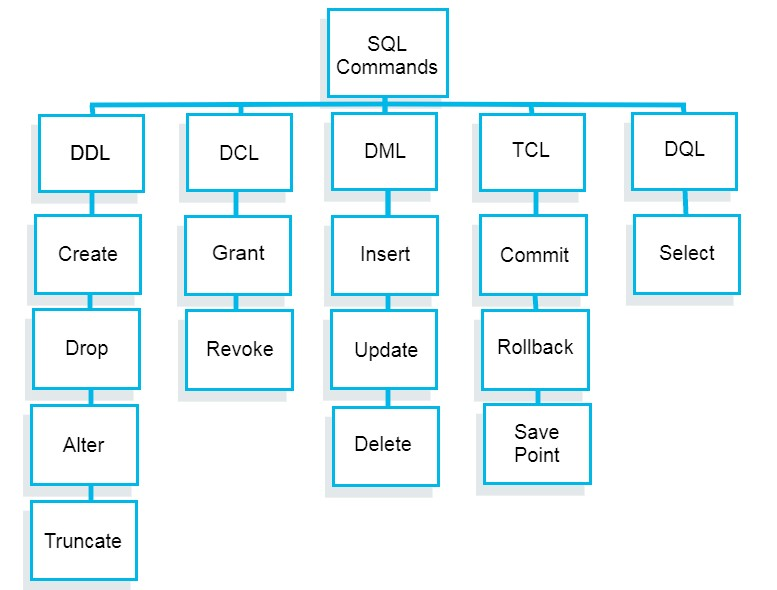 SQL
Commands
DDL
DCL
DML
TCL
DQL
Create
Grant
Insert
Commit
Select
Drop
Revoke
Update
Rollback
Alter
Delete
Save
Point
Truncate